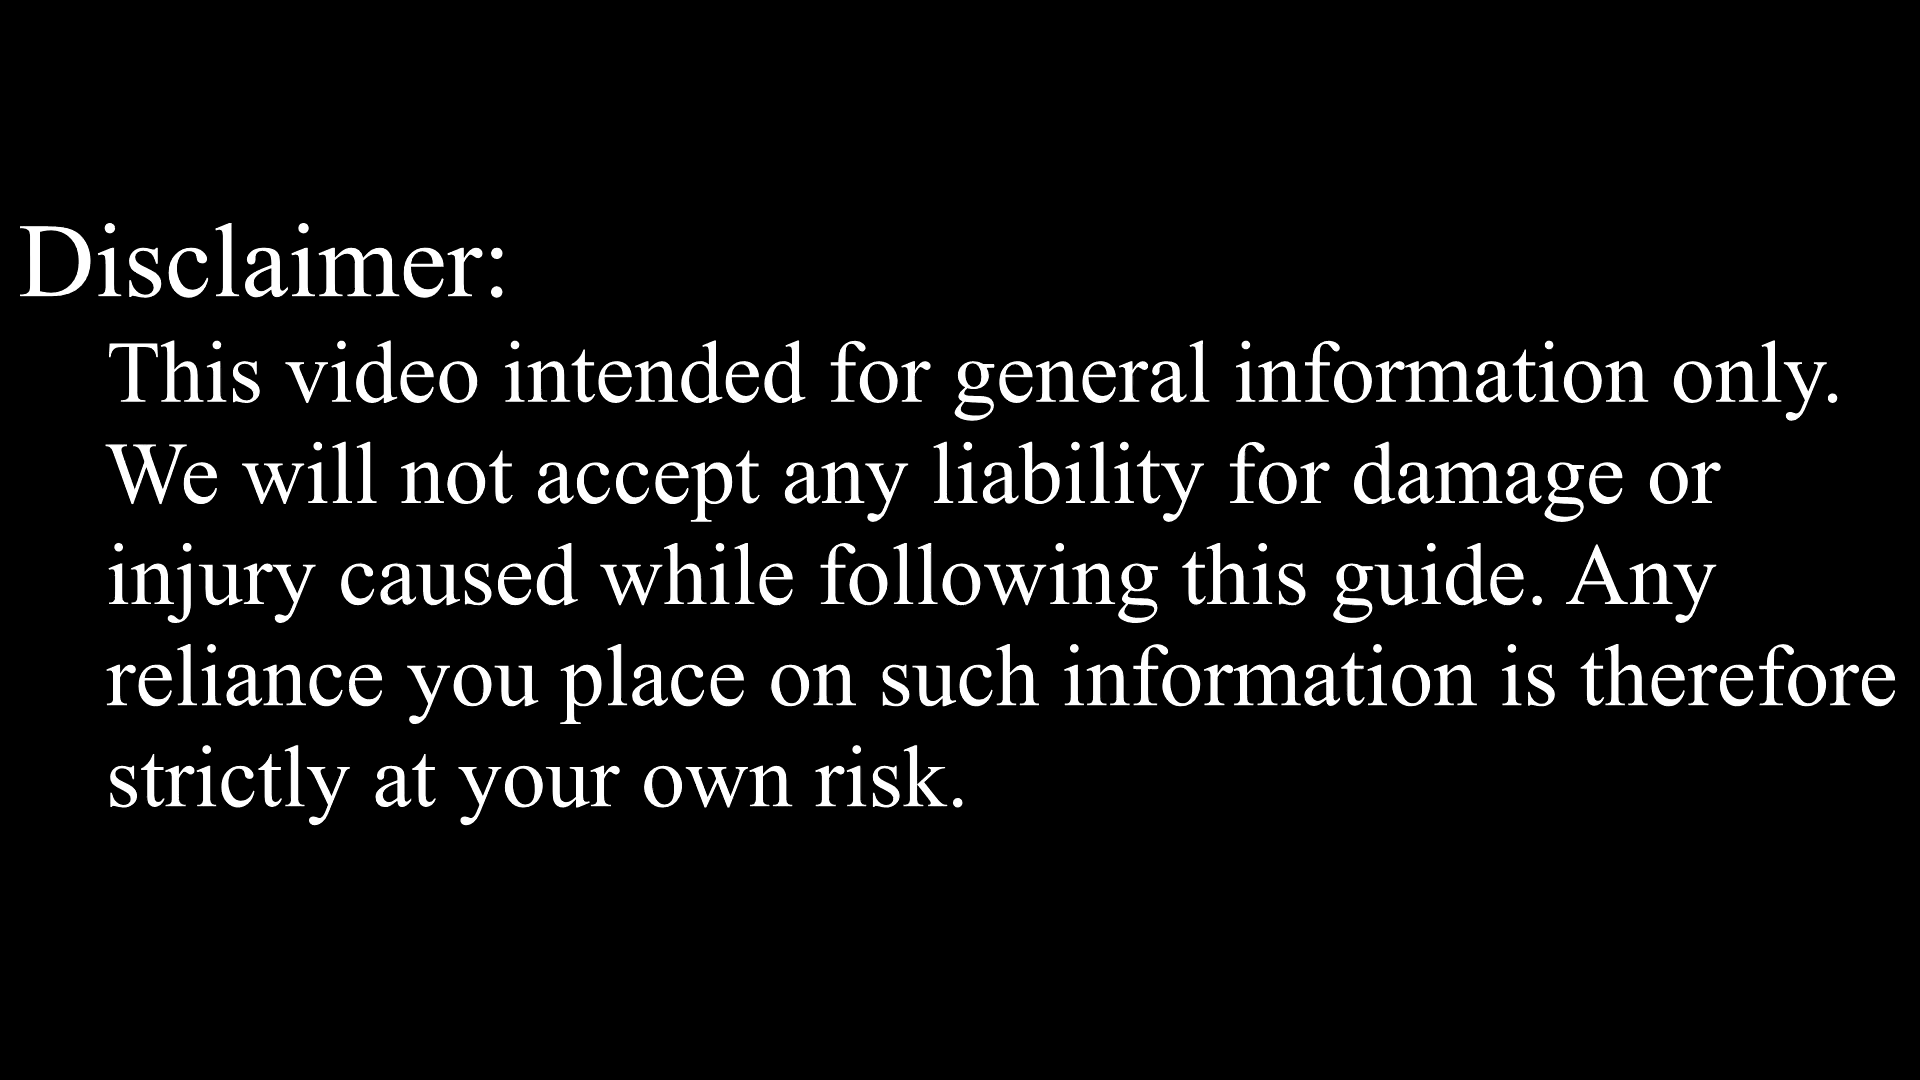 Disclaimer:
This video intended for general information only.
We will not accept any liability for damage or
injury caused while following this guide. Any
reliance you place on such information is therefore
strictly at your own risk.